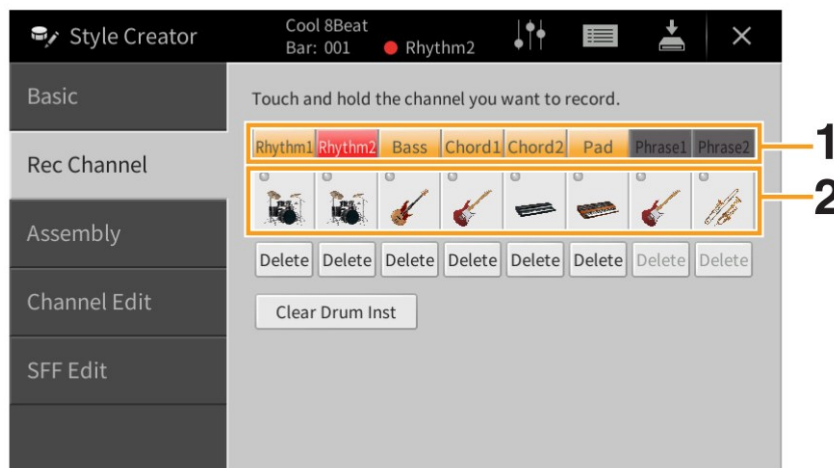 Style Creator
Cool 8Beat
Bar: 001
Rhythm2
Basic
Rec Channel
Assembly
Channel Edit
SFF Edit
Touch and hold the channel you want to record.
Rhythm1 Rhythm2 Bass Chord1 Chord2 Pad Phrase1 Phrase2
1
2
Delete Delete Delete Delete Delete Delete Delete Delete
Clear Drum Inst